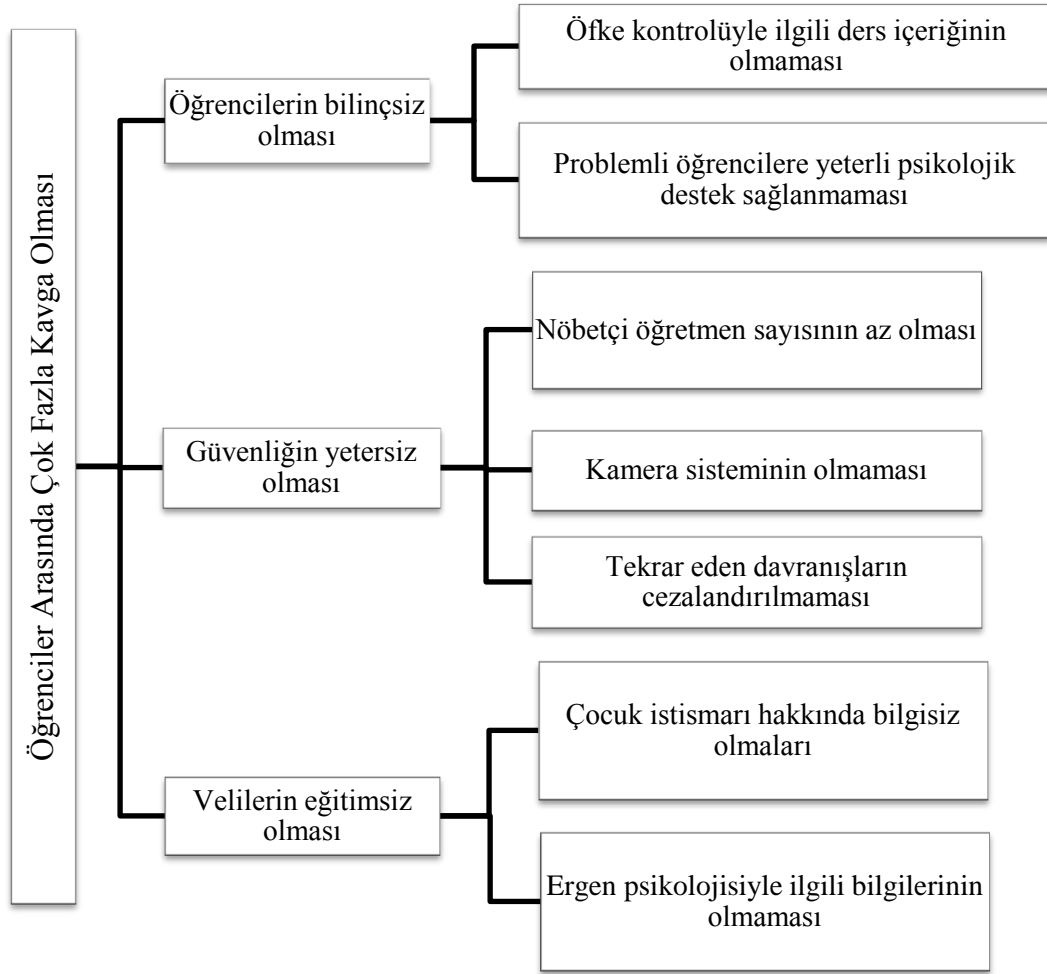 Öğrenciler Arasında Çok Fazla Kavga Olması
Öğrencilerin bilinçsiz
olması
Öfke kontrolüyle ilgili ders içeriğinin
olmaması
Problemli öğrencilere yeterli psikolojik
destek sağlanmaması
Güvenliğin yetersiz
olması
Nöbetçi öğretmen sayısının az olması
Kamera sisteminin olmaması
Tekrar eden davranışların
cezalandırılmaması
Velilerin eğitimsiz
olması
Çocuk istismarı hakkında bilgisiz
olmaları
Ergen psikolojisiyle ilgili bilgilerinin
olmaması